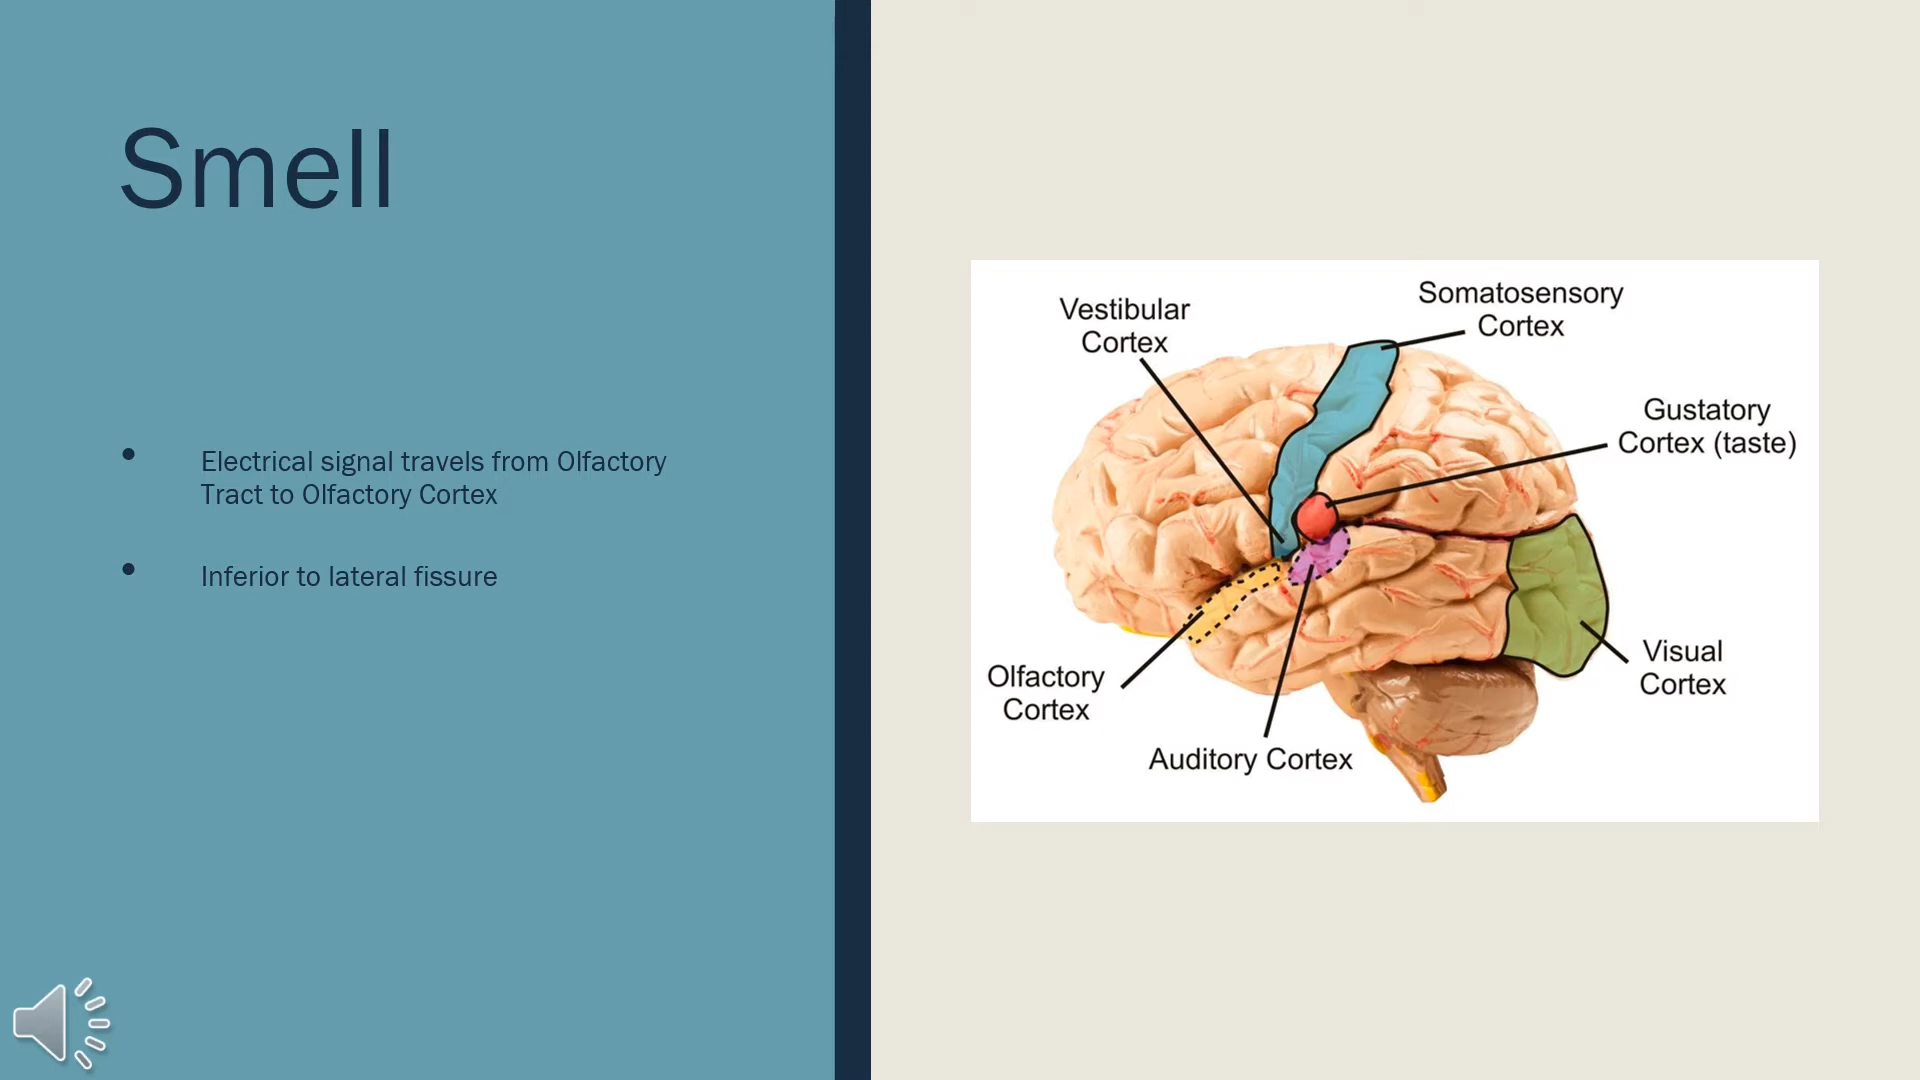 Smell
• Electrical signal travels from Olfactory
Tract to Olfactory Cortex
• Inferior to lateral fissure
Vestibular
Cortex
Somatosensory
Cortex
Gustatory
Cortex (taste)
Olfactory
Cortex
Auditory Cortex
Visual
Cortex